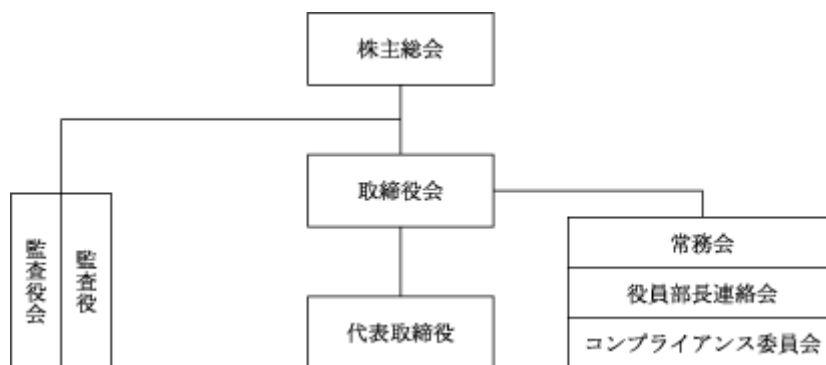 株主総会
取締役会
監査役会
監査役
常務会
役員部長連絡会
代表取締役
コンプライアンス委員会